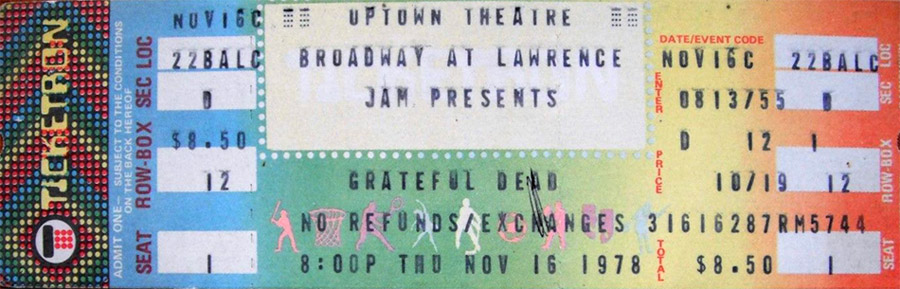 TICKETRON
ADMIT ONE— SUBJECT TO THE CONDITIONS
ON THE BACK HEREOF
SEC LOC
ROW-BOX
SEAT
NOV16C
22BALC
D
$8.50
12
1
UPTOWN THEATRE
BROADWAY AT LAWRENCE
JAM PRESENTS
GRATEFUL DEAD
NO REFUNDS/EXCHANGES
8:00P THU NOV 16 1978
DATE/EVENT CODE
NOV16C 22BALC
ENTER
0813755 D
D 12 1
PRICE
10/19 12
31616287RM5744
TOTAL
$8.50 1
SEC LOC
ROW-BOX
SEAT